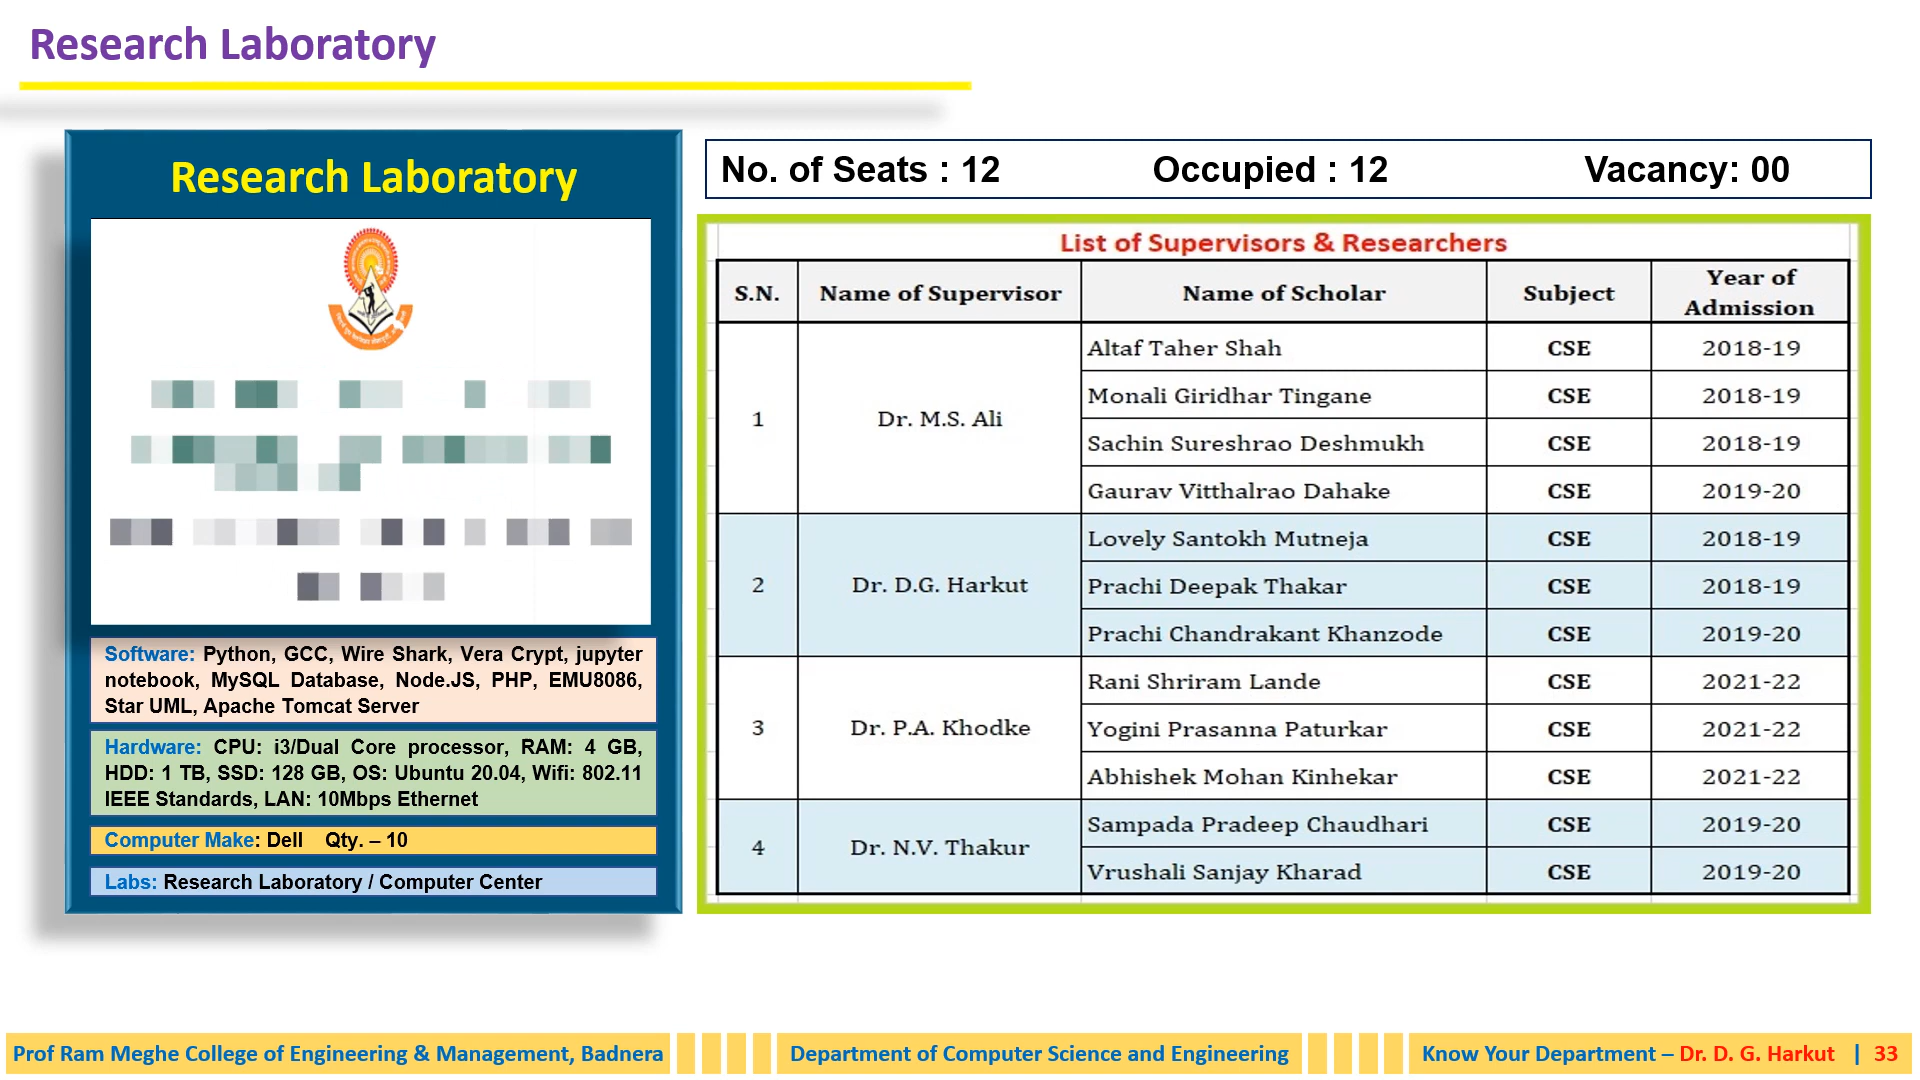 Research Laboratory
Research Laboratory
Software: Python, GCC, Wire Shark, Vera Crypt, jupyter
notebook, MySQL Database, Node.JS, PHP, EMU8086,
Star UML, Apache Tomcat Server
Hardware: CPU: i3/Dual Core processor, RAM: 4 GB,
HDD: 1 TB, SSD: 128 GB, OS: Ubuntu 20.04, Wifi: 802.11
IEEE Standards, LAN: 10Mbps Ethernet
Computer Make: Dell Qty. – 10
Labs: Research Laboratory / Computer Center
No. of Seats : 12 Occupied : 12 Vacancy: 00
List of Supervisors & Researchers
S.N. Name of Supervisor Name of Scholar Subject Year of Admission
1 Dr. M.S. Ali Altaf Taher Shah CSE 2018-19
Monali Giridhar Tingane CSE 2018-19
Sachin Sureshrao Deshmukh CSE 2018-19
Gaurav Vitthalrao Dahake CSE 2019-20
2 Dr. D.G. Harkut Lovely Santokh Mutneja CSE 2018-19
Prachi Deepak Thakar CSE 2018-19
Prachi Chandrakant Khanzode CSE 2019-20
3 Dr. P.A. Khodke Rani Shriram Lande CSE 2021-22
Yogini Prasanna Paturkar CSE 2021-22
Abhishek Mohan Kinhekar CSE 2021-22
4 Dr. N.V. Thakur Sampada Pradeep Chaudhari CSE 2019-20
Vrushali Sanjay Kharad CSE 2019-20
Prof Ram Meghe College of Engineering & Management, Badnera Department of Computer Science and Engineering Know Your Department – Dr. D. G. Harkut | 33